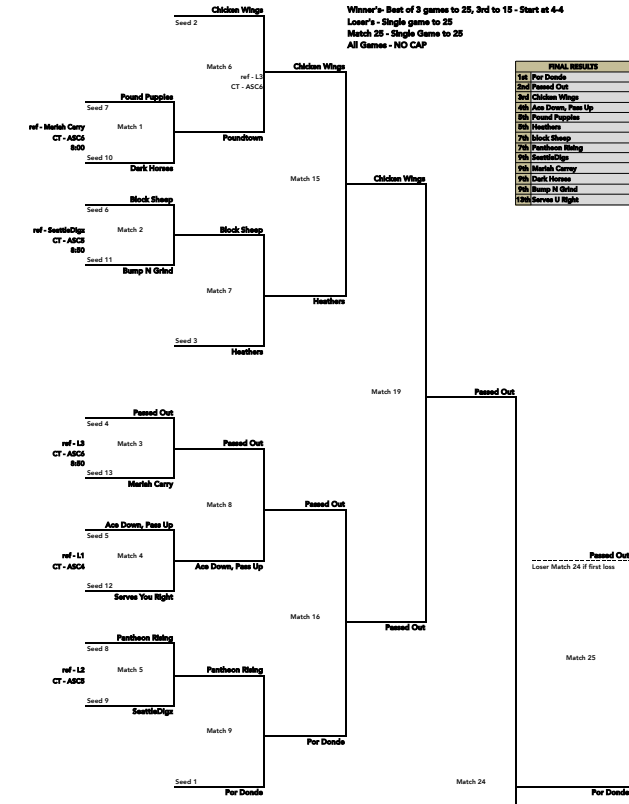 Chicken Wings
Seed 2
Winner's- Best of 3 games to 25, 3rd to 15 - Start at 4-4
Loser's - Single game to 25
Match 25 - Single Game to 25
All Games - NO CAP
Match 6
ref - L3
CT - ASC6
Chicken Wings
FINAL RESULTS
1st Por Donde
2nd Passed Out
3rd Chicken Wings
4th Ace Down, Pass Up
5th Pound Puppies
5th Heathers
7th block Sheep
7th Pantheon Rising
9th SeattleDigs
9th Mariah Carrey
9th Dark Horses
9th Bump N Grind
13th Serves U Right
Pound Puppies
Seed 7
ref - Mariah Carry
CT - ASC6
8:00
Match 1
Poundtown
Seed 10
Dark Horses
Match 15
Chicken Wings
Block Sheep
Seed 6
ref - SeattleDigz
CT - ASC5
8:50
Match 2
Block Sheep
Seed 11
Bump N Grind
Match 7
Heathers
Seed 3
Heathers
Match 19
Passed Out
Passed Out
Seed 4
ref - L3
CT - ASC6
8:50
Match 3
Passed Out
Seed 13
Mariah Carry
Match 8
Passed Out
Ace Down, Pass Up
Seed 5
ref - L1
CT - ASC6
Match 4
Ace Down, Pass Up
Seed 12
Serves You Right
Passed Out
Loser Match 24 if first loss
Match 16
Passed Out
Pantheon Rising
Seed 8
ref - L2
CT - ASC5
Match 5
Pantheon Rising
Seed 9
SeattleDigz
Match 25
Match 9
Por Donde
Seed 1
Por Donde
Match 24
Por Donde